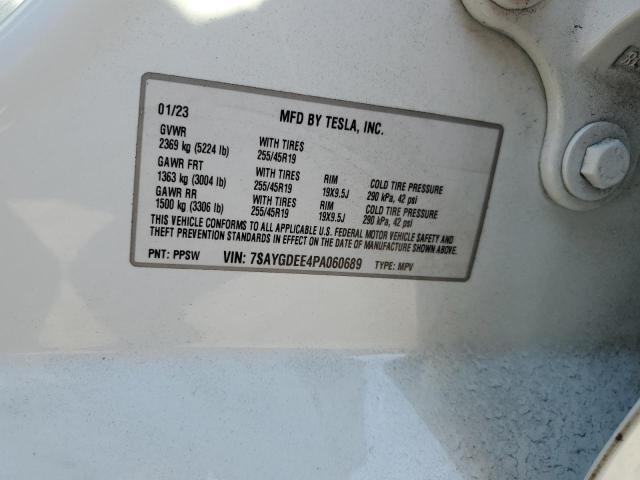 01/23 MFD BY TESLA, INC.
GVWR WITH TIRES
2369 kg (5224 lb) 255/45R19
GAWR FRT WITH TIRES RIM COLD TIRE PRESSURE
1363 kg (3004 lb) 255/45R19 19X9.5J 290 kPa, 42 psi
GAWR RR WITH TIRES RIM COLD TIRE PRESSURE
1500 kg (3306 lb) 255/45R19 19X9.5J 290 kPa, 42 psi
THIS VEHICLE CONFORMS TO ALL APPLICABLE U.S. FEDERAL MOTOR VEHICLE SAFETY AND
THEFT PREVENTION STANDARDS IN EFFECT ON THE DATE OF MANUFACTURE SHOWN ABOVE.
PNT: PPSW VIN: 7SAYGDEE4PA060689 TYPE: MPV